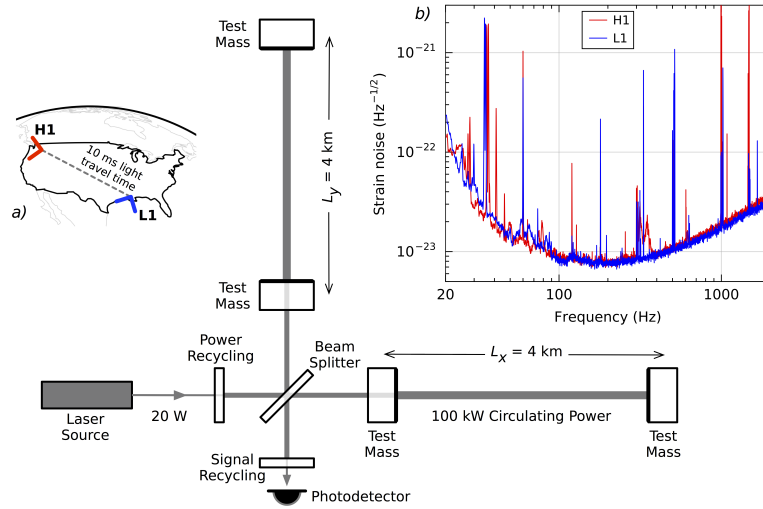 a)
H1
10 ms light
travel time
L1
Test
Mass
Lᵧ = 4 km
Test
Mass
b)
H1
L1
Strain noise (Hz⁻¹ᐟ²)
10⁻²¹
10⁻²²
10⁻²³
20
100
1000
Frequency (Hz)
Power
Recycling
Beam
Splitter
Lₓ = 4 km
Laser
Source
20 W
Test
Mass
100 kW Circulating Power
Test
Mass
Signal
Recycling
Photodetector